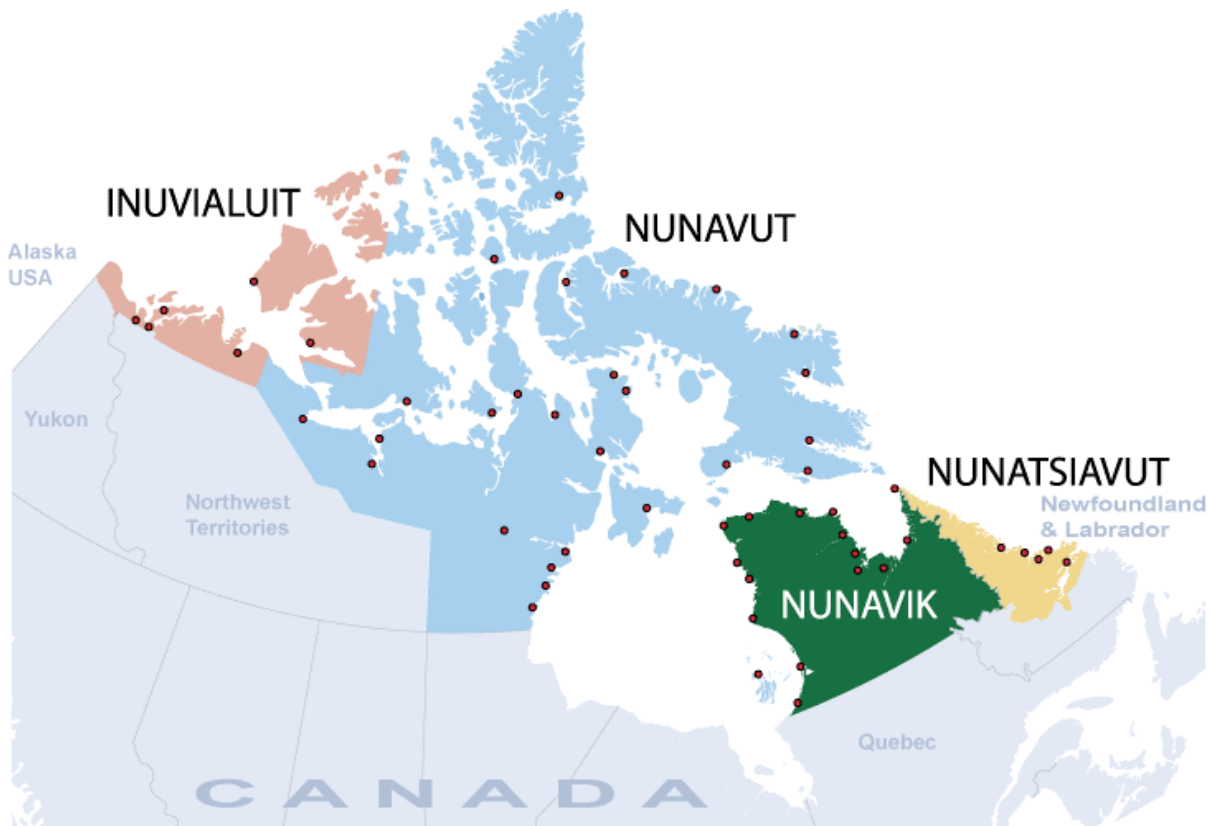 INUVIALUIT
NUNAVUT
Alaska
USA
Yukon
Northwest
Territories
NUNATSIAVUT
Newfoundland
& Labrador
NUNAVIK
Quebec
CANADA